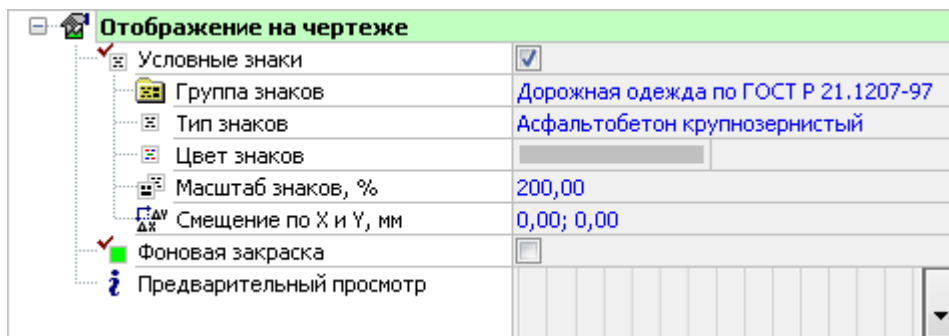 Отображение на чертеже
Условные знаки
Группа знаков Дорожная одежда по ГОСТ Р 21.1207-97
Тип знаков Асфальтобетон крупнозернистый
Цвет знаков
Масштаб знаков, % 200,00
Смещение по X и Y, мм 0,00; 0,00
Фоновая закраска
Предварительный просмотр